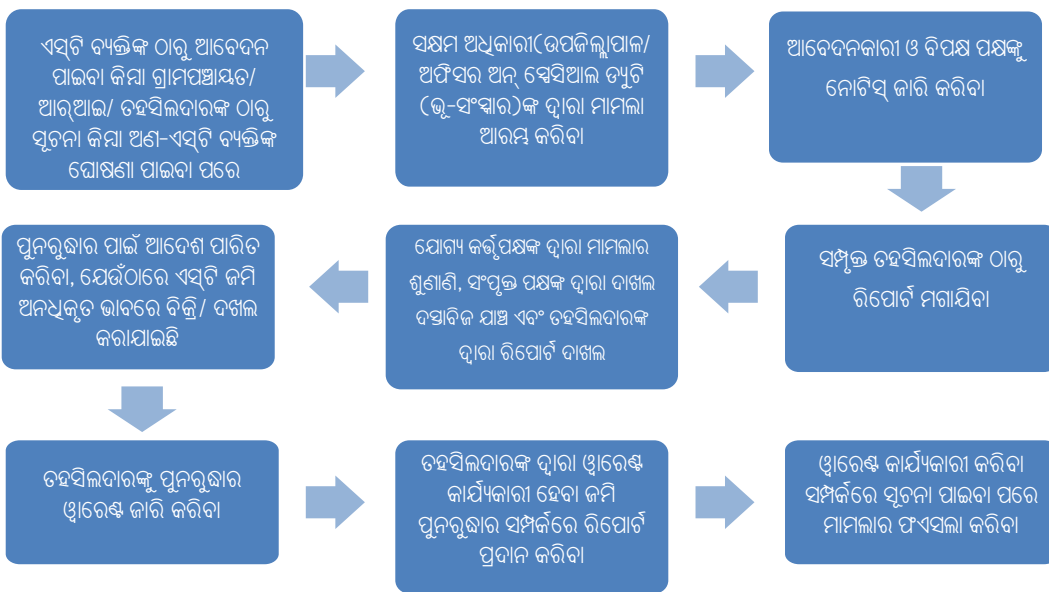 ଏସ୍‌ଟି ବ୍ୟକ୍ତିଙ୍କ ଠାରୁ ଆବେଦନ
ପାଇବା କିମ୍ବା ଗ୍ରାମପଞ୍ଚାୟତ/
ଆର୍‌ଆଇ/ ତହସିଲଦାରଙ୍କ ଠାରୁ
ସୂଚନା କିମ୍ବା ଅଣ-ଏସ୍‌ଟି ବ୍ୟକ୍ତିଙ୍କ
ଘୋଷଣା ପାଇବା ପରେ
ସକ୍ଷମ ଅଧିକାରୀ(ଉପଜିଲ୍ଲାପାଳ/
ଅଫିସର ଅନ୍ ସ୍ପେସିଆଲ ଡ୍ୟୁଟି
(ଭୂ-ସଂସ୍କାର)ଙ୍କ ଦ୍ୱାରା ମାମଲା
ଆରମ୍ଭ କରିବା
ଆବେଦନକାରୀ ଓ ବିପକ୍ଷ ପକ୍ଷଙ୍କୁ
ନୋଟିସ୍ ଜାରି କରିବା
ସମ୍ପୃକ୍ତ ତହସିଲଦାରଙ୍କ ଠାରୁ
ରିପୋର୍ଟ ମଗାଯିବା
ଯୋଗ୍ୟ କର୍ତ୍ତୃପକ୍ଷଙ୍କ ଦ୍ୱାରା ମାମଲାର
ଶୁଣାଣି, ସଂପୃକ୍ତ ପକ୍ଷଙ୍କ ଦ୍ୱାରା ଦାଖଲ
ଦସ୍ତାବିଜ ଯାଞ୍ଚ ଏବଂ ତହସିଲଦାରଙ୍କ
ଦ୍ୱାରା ରିପୋର୍ଟ ଦାଖଲ
ପୁନରୁଦ୍ଧାର ପାଇଁ ଆଦେଶ ପାରିତ
କରିବା, ଯେଉଁଠାରେ ଏସ୍‌ଟି ଜମି
ଅନଧିକୃତ ଭାବରେ ବିକ୍ରି/ ଦଖଲ
କରାଯାଇଛି
ତହସିଲଦାରଙ୍କୁ ପୁନରୁଦ୍ଧାର
ୱାରେଣ୍ଟ ଜାରି କରିବା
ତହସିଲଦାରଙ୍କ ଦ୍ୱାରା ୱାରେଣ୍ଟ
କାର୍ଯ୍ୟକାରୀ ହେବା ଜମି
ପୁନରୁଦ୍ଧାର ସମ୍ପର୍କରେ ରିପୋର୍ଟ
ପ୍ରଦାନ କରିବା
ୱାରେଣ୍ଟ କାର୍ଯ୍ୟକାରୀ କରିବା
ସମ୍ପର୍କରେ ସୂଚନା ପାଇବା ପରେ
ମାମଲାର ଫଏସଲା କରିବା